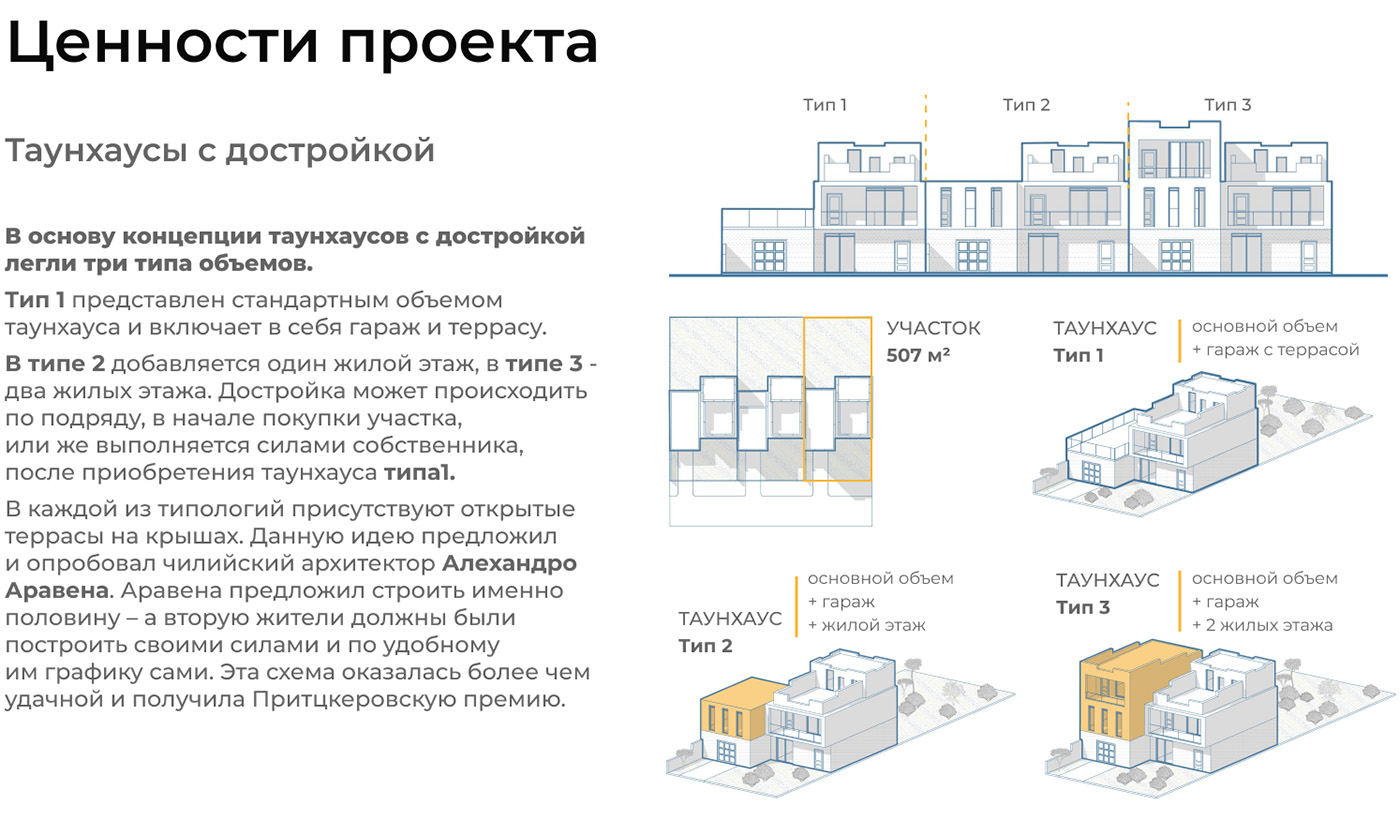 Ценности проекта
Таунхаусы с достройкой
В основу концепции таунхаусов с достройкой
легли три типа объемов.
Тип 1 представлен стандартным объемом
таунхауса и включает в себя гараж и террасу.
В типе 2 добавляется один жилой этаж, в типе 3 -
два жилых этажа. Достройка может происходить
по подряду, в начале покупки участка,
или же выполняется силами собственника,
после приобретения таунхауса типа1.
В каждой из типологий присутствуют открытые
террасы на крышах. Данную идею предложил
и опробовал чилийский архитектор Алехандро
Аравена. Аравена предложил строить именно
половину – а вторую жители должны были
построить своими силами и по удобному
им графику сами. Эта схема оказалась более чем
удачной и получила Притцкеровскую премию.
Тип 1
Тип 2
Тип 3
УЧАСТОК
507 м²
ТАУНХАУС
Тип 1
основной объем
+ гараж с террасой
ТАУНХАУС
Тип 2
основной объем
+ гараж
+ жилой этаж
ТАУНХАУС
Тип 3
основной объем
+ гараж
+ 2 жилых этажа